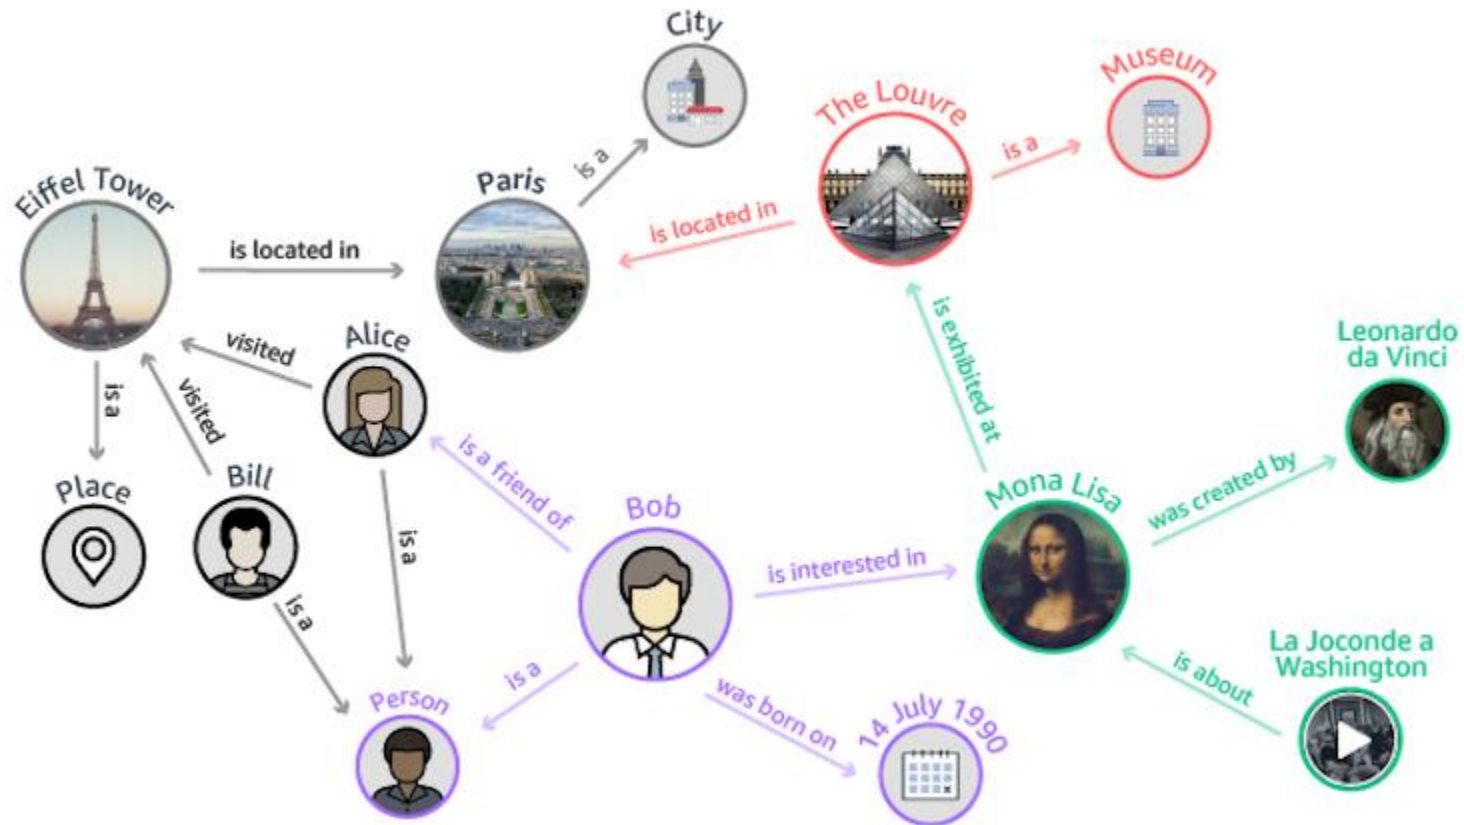 City
Museum
The Louvre
is a
is a
Eiffel Tower
Paris
is located in
is located in
Alice
visited
is exhibited at
Leonardo
da Vinci
is a
visited
is a friend of
Place
Bill
Bob
Mona Lisa
was created by
is a
is interested in
is a
La Joconde a
Washington
is about
is a
Person
was born on
14 July 1990